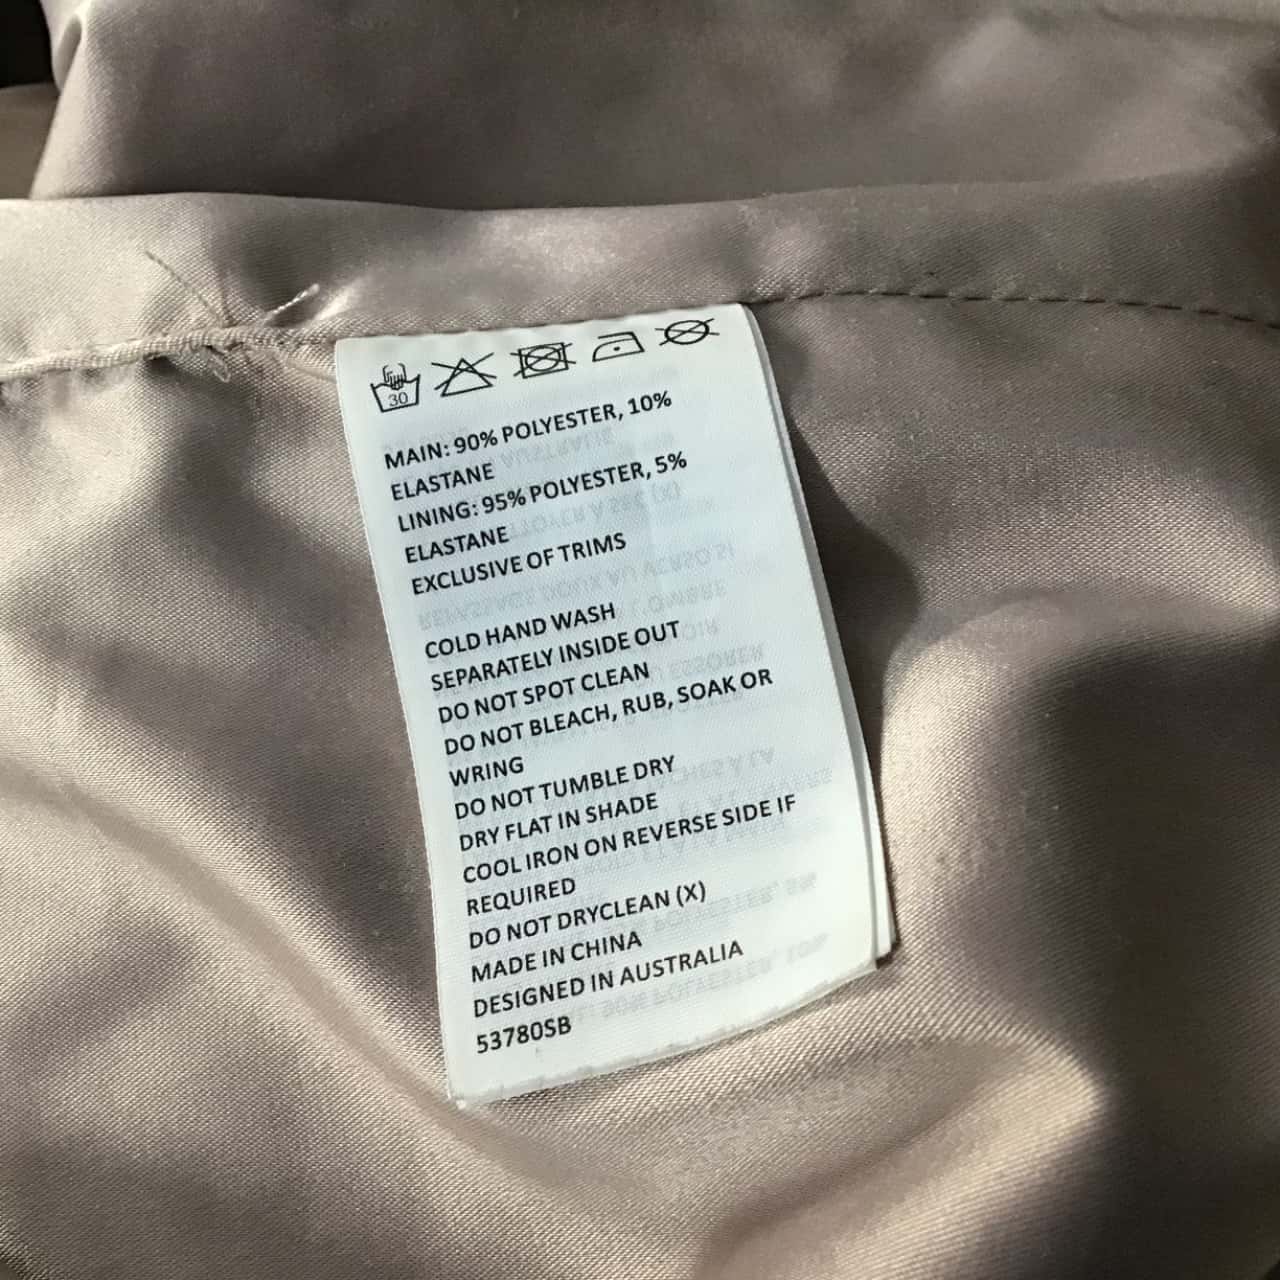 30
MAIN: 90% POLYESTER, 10%
ELASTANE
LINING: 95% POLYESTER, 5%
ELASTANE
EXCLUSIVE OF TRIMS
COLD HAND WASH
SEPARATELY INSIDE OUT
DO NOT SPOT CLEAN
DO NOT BLEACH, RUB, SOAK OR
WRING
DO NOT TUMBLE DRY
DRY FLAT IN SHADE
COOL IRON ON REVERSE SIDE IF
REQUIRED
DO NOT DRYCLEAN (X)
MADE IN CHINA
DESIGNED IN AUSTRALIA
53780SB